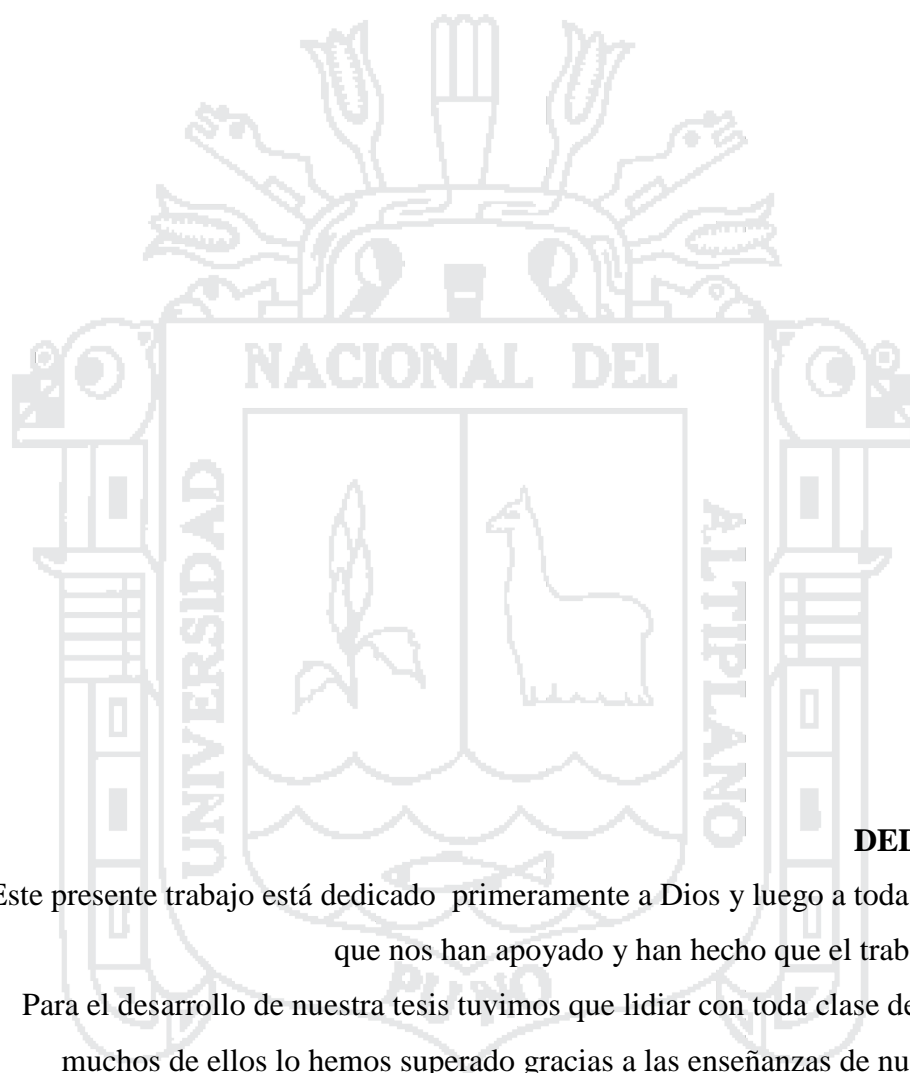 NACIONAL DEL
UNIVERSIDAD
ALTIPLANO
PUNO
Este presente trabajo está dedicado primeramente a Dios y luego a toda
que nos han apoyado y han hecho que el
Para el desarrollo de nuestra tesis tuvimos que lidiar con toda clase
muchos de ellos lo hemos superado gracias a las enseñanzas de